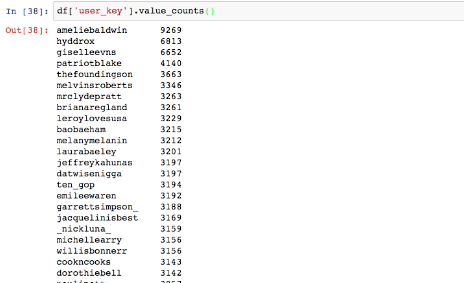 In [38]: df['user_key'].value_counts()
Out[38]: ameliebaldwin 9269
hyddrox 6813
giselleevns 6652
patriotblake 4140
thefoundingson 3663
melvinsroberts 3346
mrclydepratt 3263
brianaregland 3261
leroylovesusa 3229
baobaeham 3215
melanymelanin 3212
laurabaeley 3201
jeffreykahunas 3197
datwisenigga 3197
ten_gop 3194
emileewaren 3192
garrettsimpson_ 3188
jacquelinisbest 3169
_nickluna_ 3159
michellearry 3156
willisbonnerr 3156
cookncooks 3143
dorothiebell 3142